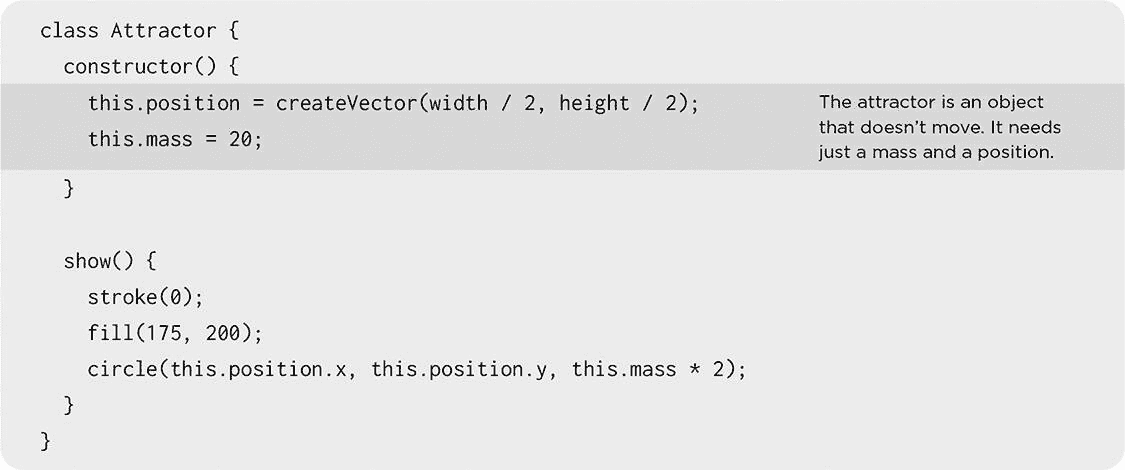 class Attractor {
constructor() {
this.position = createVector(width / 2, height / 2);
this.mass = 20;
The attractor is an object
that doesn’t move. It needs
just a mass and a position.
}
show() {
stroke(0);
fill(175, 200);
circle(this.position.x, this.position.y, this.mass * 2);
}
}